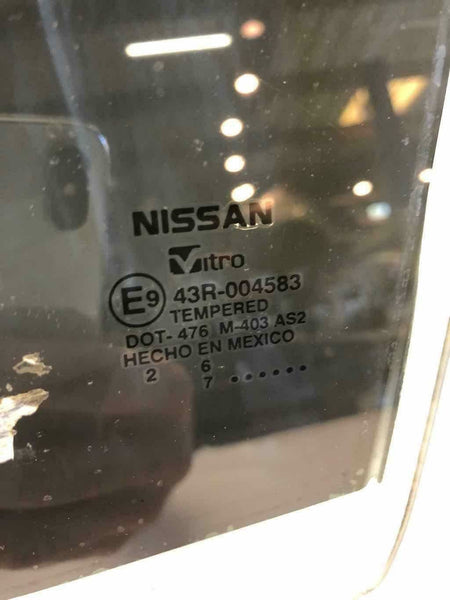 NISSAN
Vitro
E9 43R-004583
TEMPERED
DOT-476 M-403 AS2
HECHO EN MEXICO
2 6
7 ••••••